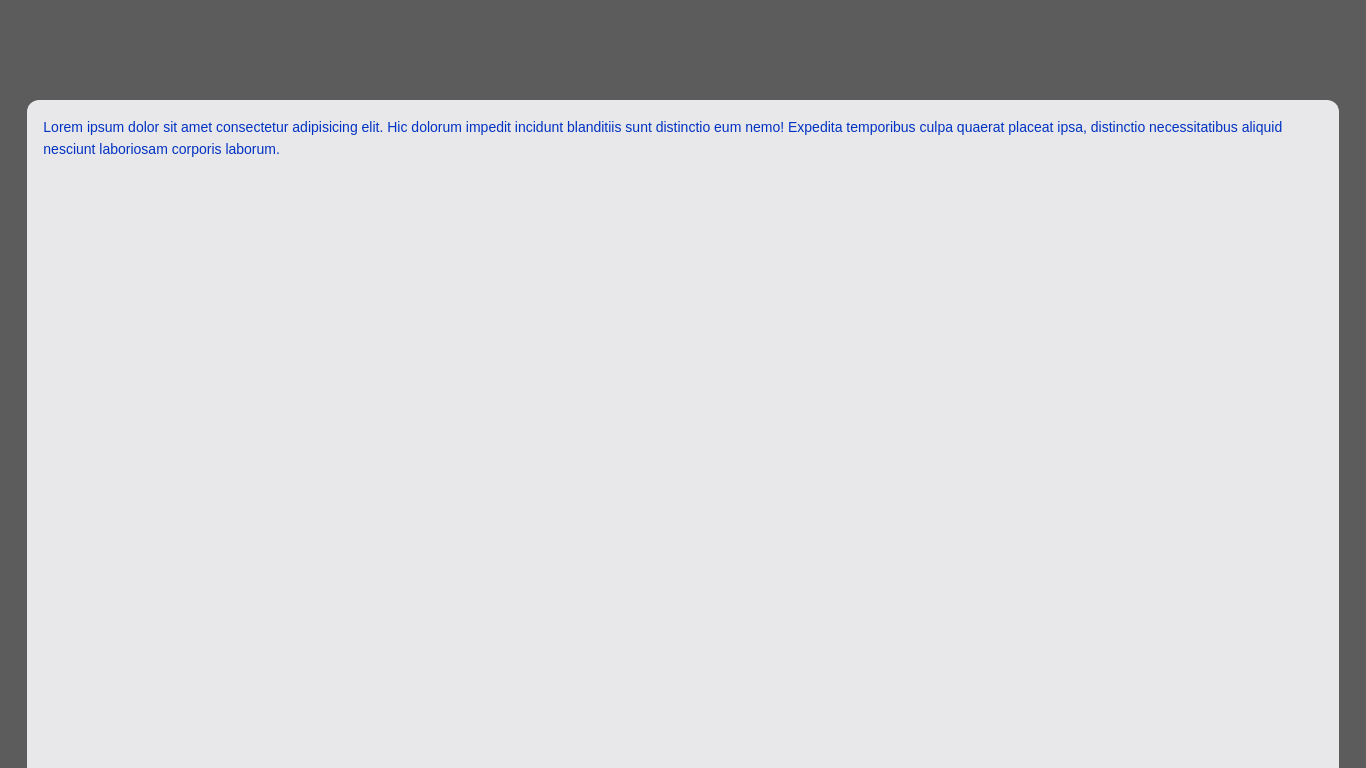 Lorem ipsum dolor sit amet consectetur adipisicing elit. Hic dolorum impedit incidunt blanditiis sunt distinctio eum nemo! Expedita temporibus culpa quaerat placeat ipsa, distinctio necessitatibus aliquid
nesciunt laboriosam corporis laborum.